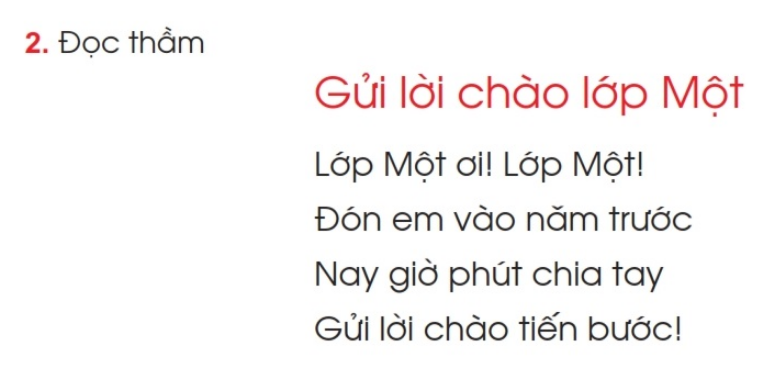 2. Đọc thầm
Gửi lời chào lớp Một
Lớp Một ơi! Lớp Một!
Đón em vào năm trước
Nay giờ phút chia tay
Gửi lời chào tiến bước!